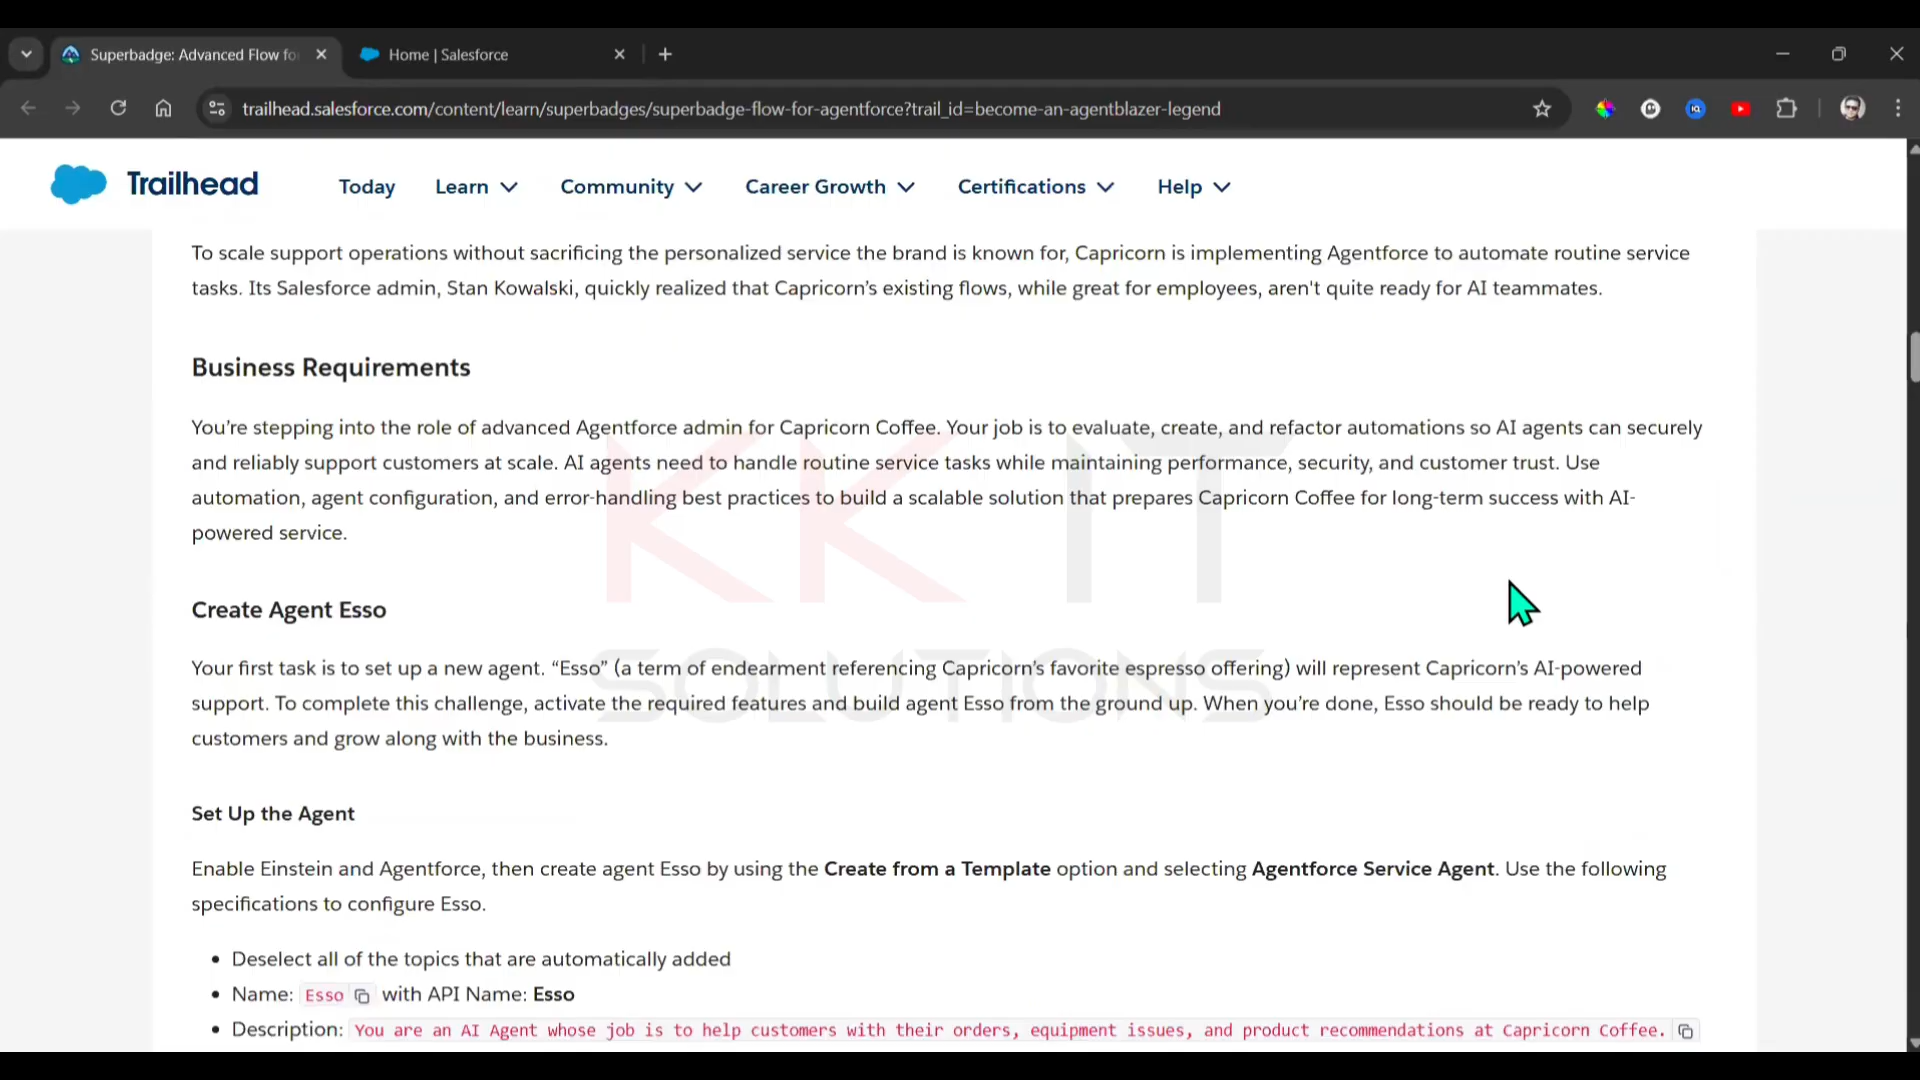 Superbadge: Advanced Flow fo
Home | Salesforce
trailhead.salesforce.com/content/learn/superbadges/superbadge-flow-for-agentforce?trail_id=become-an-agentblazer-legend
Trailhead
Today Learn Community Career Growth Certifications Help
To scale support operations without sacrificing the personalized service the brand is known for, Capricorn is implementing Agentforce to automate routine service
tasks. Its Salesforce admin, Stan Kowalski, quickly realized that Capricorn's existing flows, while great for employees, aren't quite ready for AI teammates.
Business Requirements
You're stepping into the role of advanced Agentforce admin for Capricorn Coffee. Your job is to evaluate, create, and refactor automations so AI agents can securely
and reliably support customers at scale. AI agents need to handle routine service tasks while maintaining performance, security, and customer trust. Use
automation, agent configuration, and error-handling best practices to build a scalable solution that prepares Capricorn Coffee for long-term success with AI-
powered service.
KK IT
SOLUTIONS
Create Agent Esso
Your first task is to set up a new agent. “Esso” (a term of endearment referencing Capricorn's favorite espresso offering) will represent Capricorn's AI-powered
support. To complete this challenge, activate the required features and build agent Esso from the ground up. When you're done, Esso should be ready to help
customers and grow along with the business.
Set Up the Agent
Enable Einstein and Agentforce, then create agent Esso by using the Create from a Template option and selecting Agentforce Service Agent. Use the following
specifications to configure Esso.
• Deselect all of the topics that are automatically added
• Name: Esso with API Name: Esso
• Description: You are an AI Agent whose job is to help customers with their orders, equipment issues, and product recommendations at Capricorn Coffee.